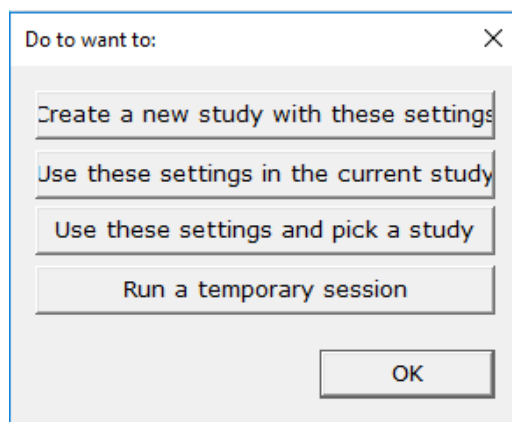 Do to want to:
Create a new study with these settings
Use these settings in the current study
Use these settings and pick a study
Run a temporary session
OK